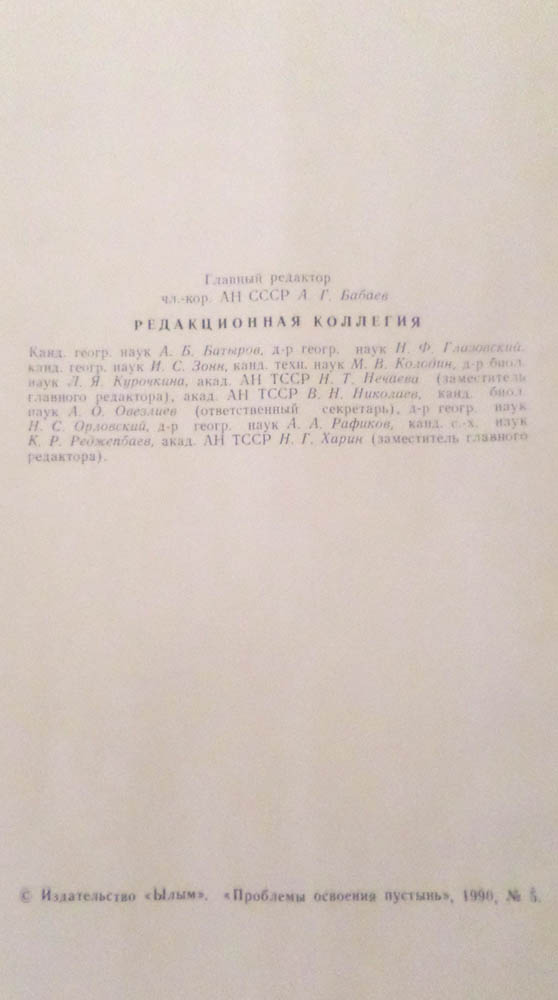 Главный редактор
чл.-кор. АН СССР А. Г. Бабаев
РЕДАКЦИОННАЯ КОЛЛЕГИЯ
Канд. геогр. наук А. Б. Батыров, д-р геогр. наук Н. Ф. Глазовский,
канд. геогр. наук И. С. Зонн, канд. техн. наук М. В. Колодин, д-р биол.
наук Л. Я. Курочкина, акад. АН ТССР Н. Т. Нечаева (заместитель
главного редактора), акад. АН ТССР В. Н. Николаев, канд. биол.
наук А. О. Овезлиев (ответственный секретарь), д-р геогр. наук
Н. С. Орловский, д-р геогр. наук А. А. Рафиков, канд. с.-х. наук
К. Р. Реджепбаев, акад. АН ТССР Н. Г. Харин (заместитель главного
редактора).
© Издательство «Ылым». «Проблемы освоения пустынь», 1990, № 5.